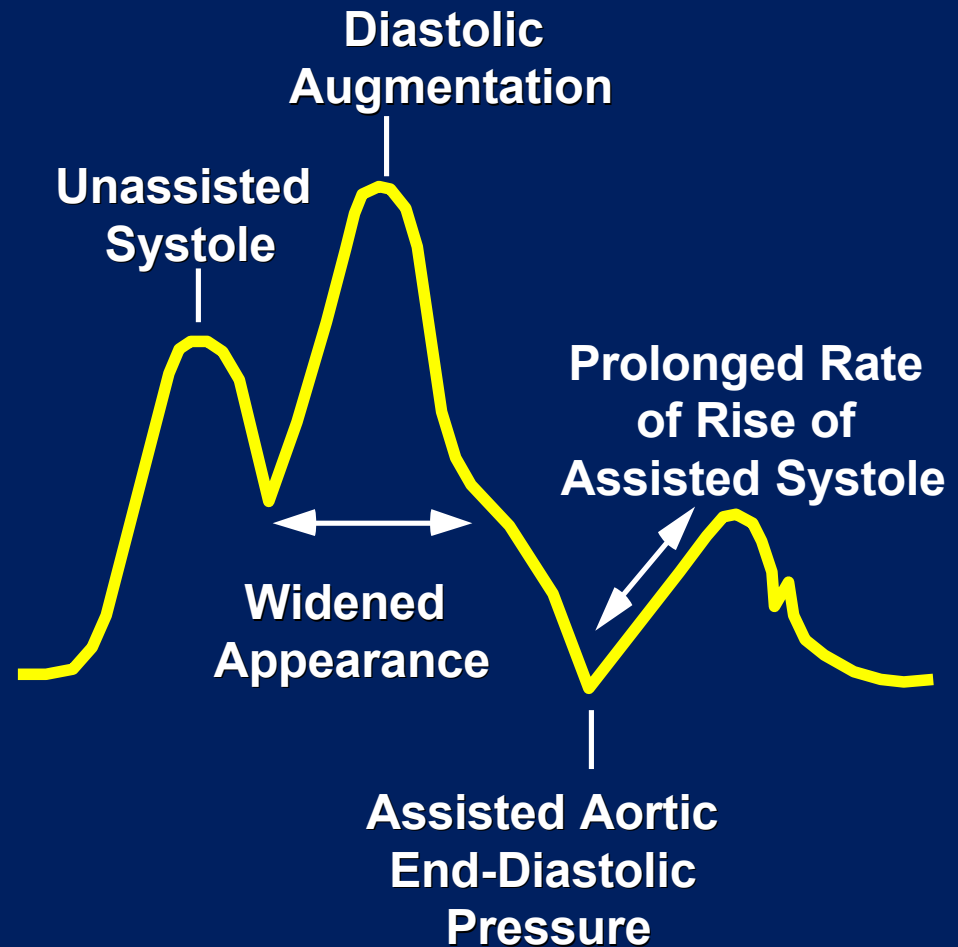 Diastolic
Augmentation
Unassisted
Systole
Prolonged Rate
of Rise of
Assisted Systole
Widened
Appearance
Assisted Aortic
End-Diastolic
Pressure